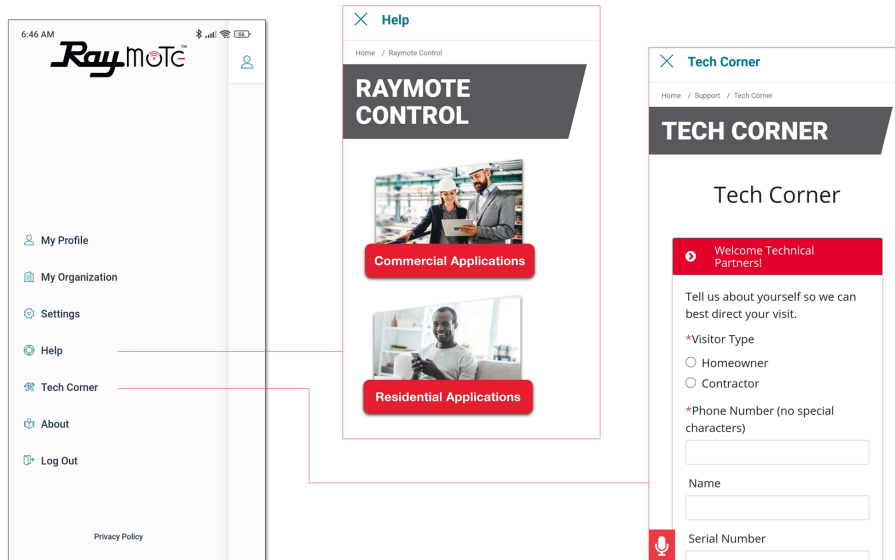 6:46 AM
66
Raymote™
My Profile
My Organization
Settings
Help
Tech Corner
About
Log Out
Privacy Policy
Help
Home / Raymote Control
RAYMOTE
CONTROL
Commercial Applications
Residential Applications
Tech Corner
Home / Support / Tech Corner
TECH CORNER
Tech Corner
Welcome Technical
Partners!
Tell us about yourself so we can
best direct your visit.
*Visitor Type
Homeowner
Contractor
*Phone Number (no special
characters)
Name
Serial Number